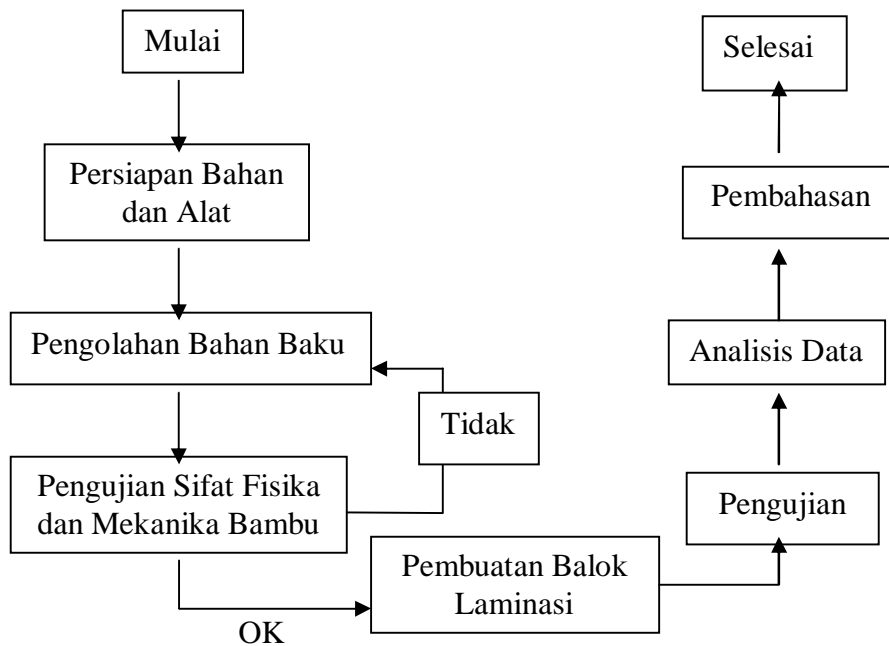 Mulai
Persiapan Bahan
dan Alat
Pengolahan Bahan Baku
Tidak
Pengujian Sifat Fisika
dan Mekanika Bambu
OK
Pembuatan Balok
Laminasi
Pengujian
Analisis Data
Pembahasan
Selesai